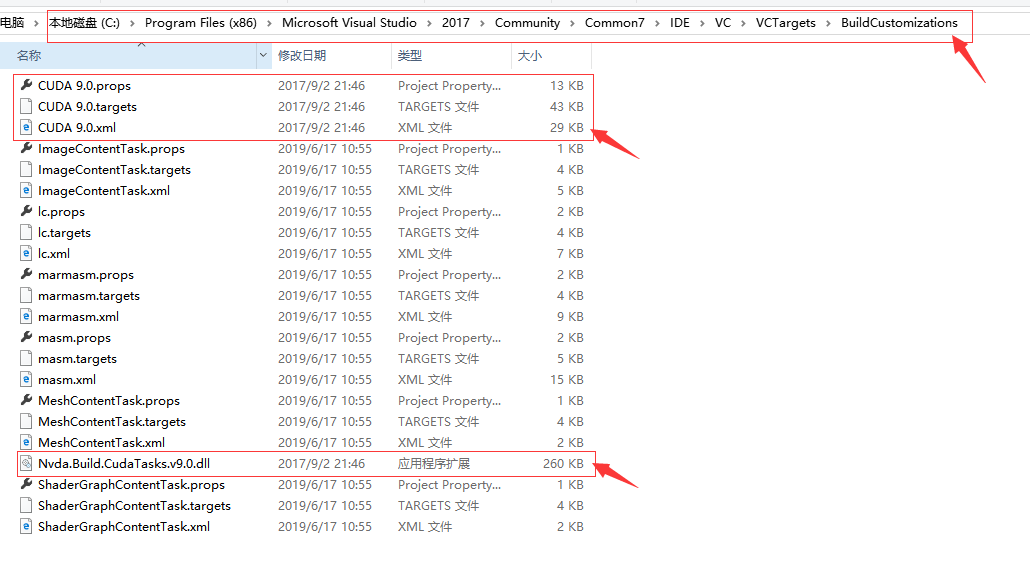 电脑 › 本地磁盘 (C:) › Program Files (x86) › Microsoft Visual Studio › 2017 › Community › Common7 › IDE › VC › VCTargets › BuildCustomizations
名称 修改日期 类型 大小
CUDA 9.0.props 2017/9/2 21:46 Project Property... 13 KB
CUDA 9.0.targets 2017/9/2 21:46 TARGETS 文件 43 KB
CUDA 9.0.xml 2017/9/2 21:46 XML 文件 29 KB
ImageContentTask.props 2019/6/17 10:55 Project Property... 1 KB
ImageContentTask.targets 2019/6/17 10:55 TARGETS 文件 4 KB
ImageContentTask.xml 2019/6/17 10:55 XML 文件 5 KB
lc.props 2019/6/17 10:55 Project Property... 2 KB
lc.targets 2019/6/17 10:55 TARGETS 文件 4 KB
lc.xml 2019/6/17 10:55 XML 文件 7 KB
marmasm.props 2019/6/17 10:55 Project Property... 2 KB
marmasm.targets 2019/6/17 10:55 TARGETS 文件 4 KB
marmasm.xml 2019/6/17 10:55 XML 文件 9 KB
masm.props 2019/6/17 10:55 Project Property... 2 KB
masm.targets 2019/6/17 10:55 TARGETS 文件 5 KB
masm.xml 2019/6/17 10:55 XML 文件 15 KB
MeshContentTask.props 2019/6/17 10:55 Project Property... 1 KB
MeshContentTask.targets 2019/6/17 10:55 TARGETS 文件 4 KB
MeshContentTask.xml 2019/6/17 10:55 XML 文件 2 KB
Nvda.Build.CudaTasks.v9.0.dll 2017/9/2 21:46 应用程序扩展 260 KB
ShaderGraphContentTask.props 2019/6/17 10:55 Project Property... 1 KB
ShaderGraphContentTask.targets 2019/6/17 10:55 TARGETS 文件 4 KB
ShaderGraphContentTask.xml 2019/6/17 10:55 XML 文件 2 KB